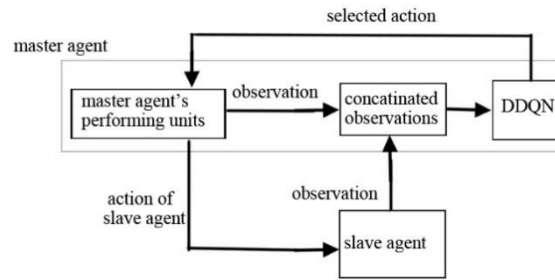 selected action
master agent
master agent's
performing units
observation
concatinated
observations
DDQN
action of
slave agent
observation
slave agent